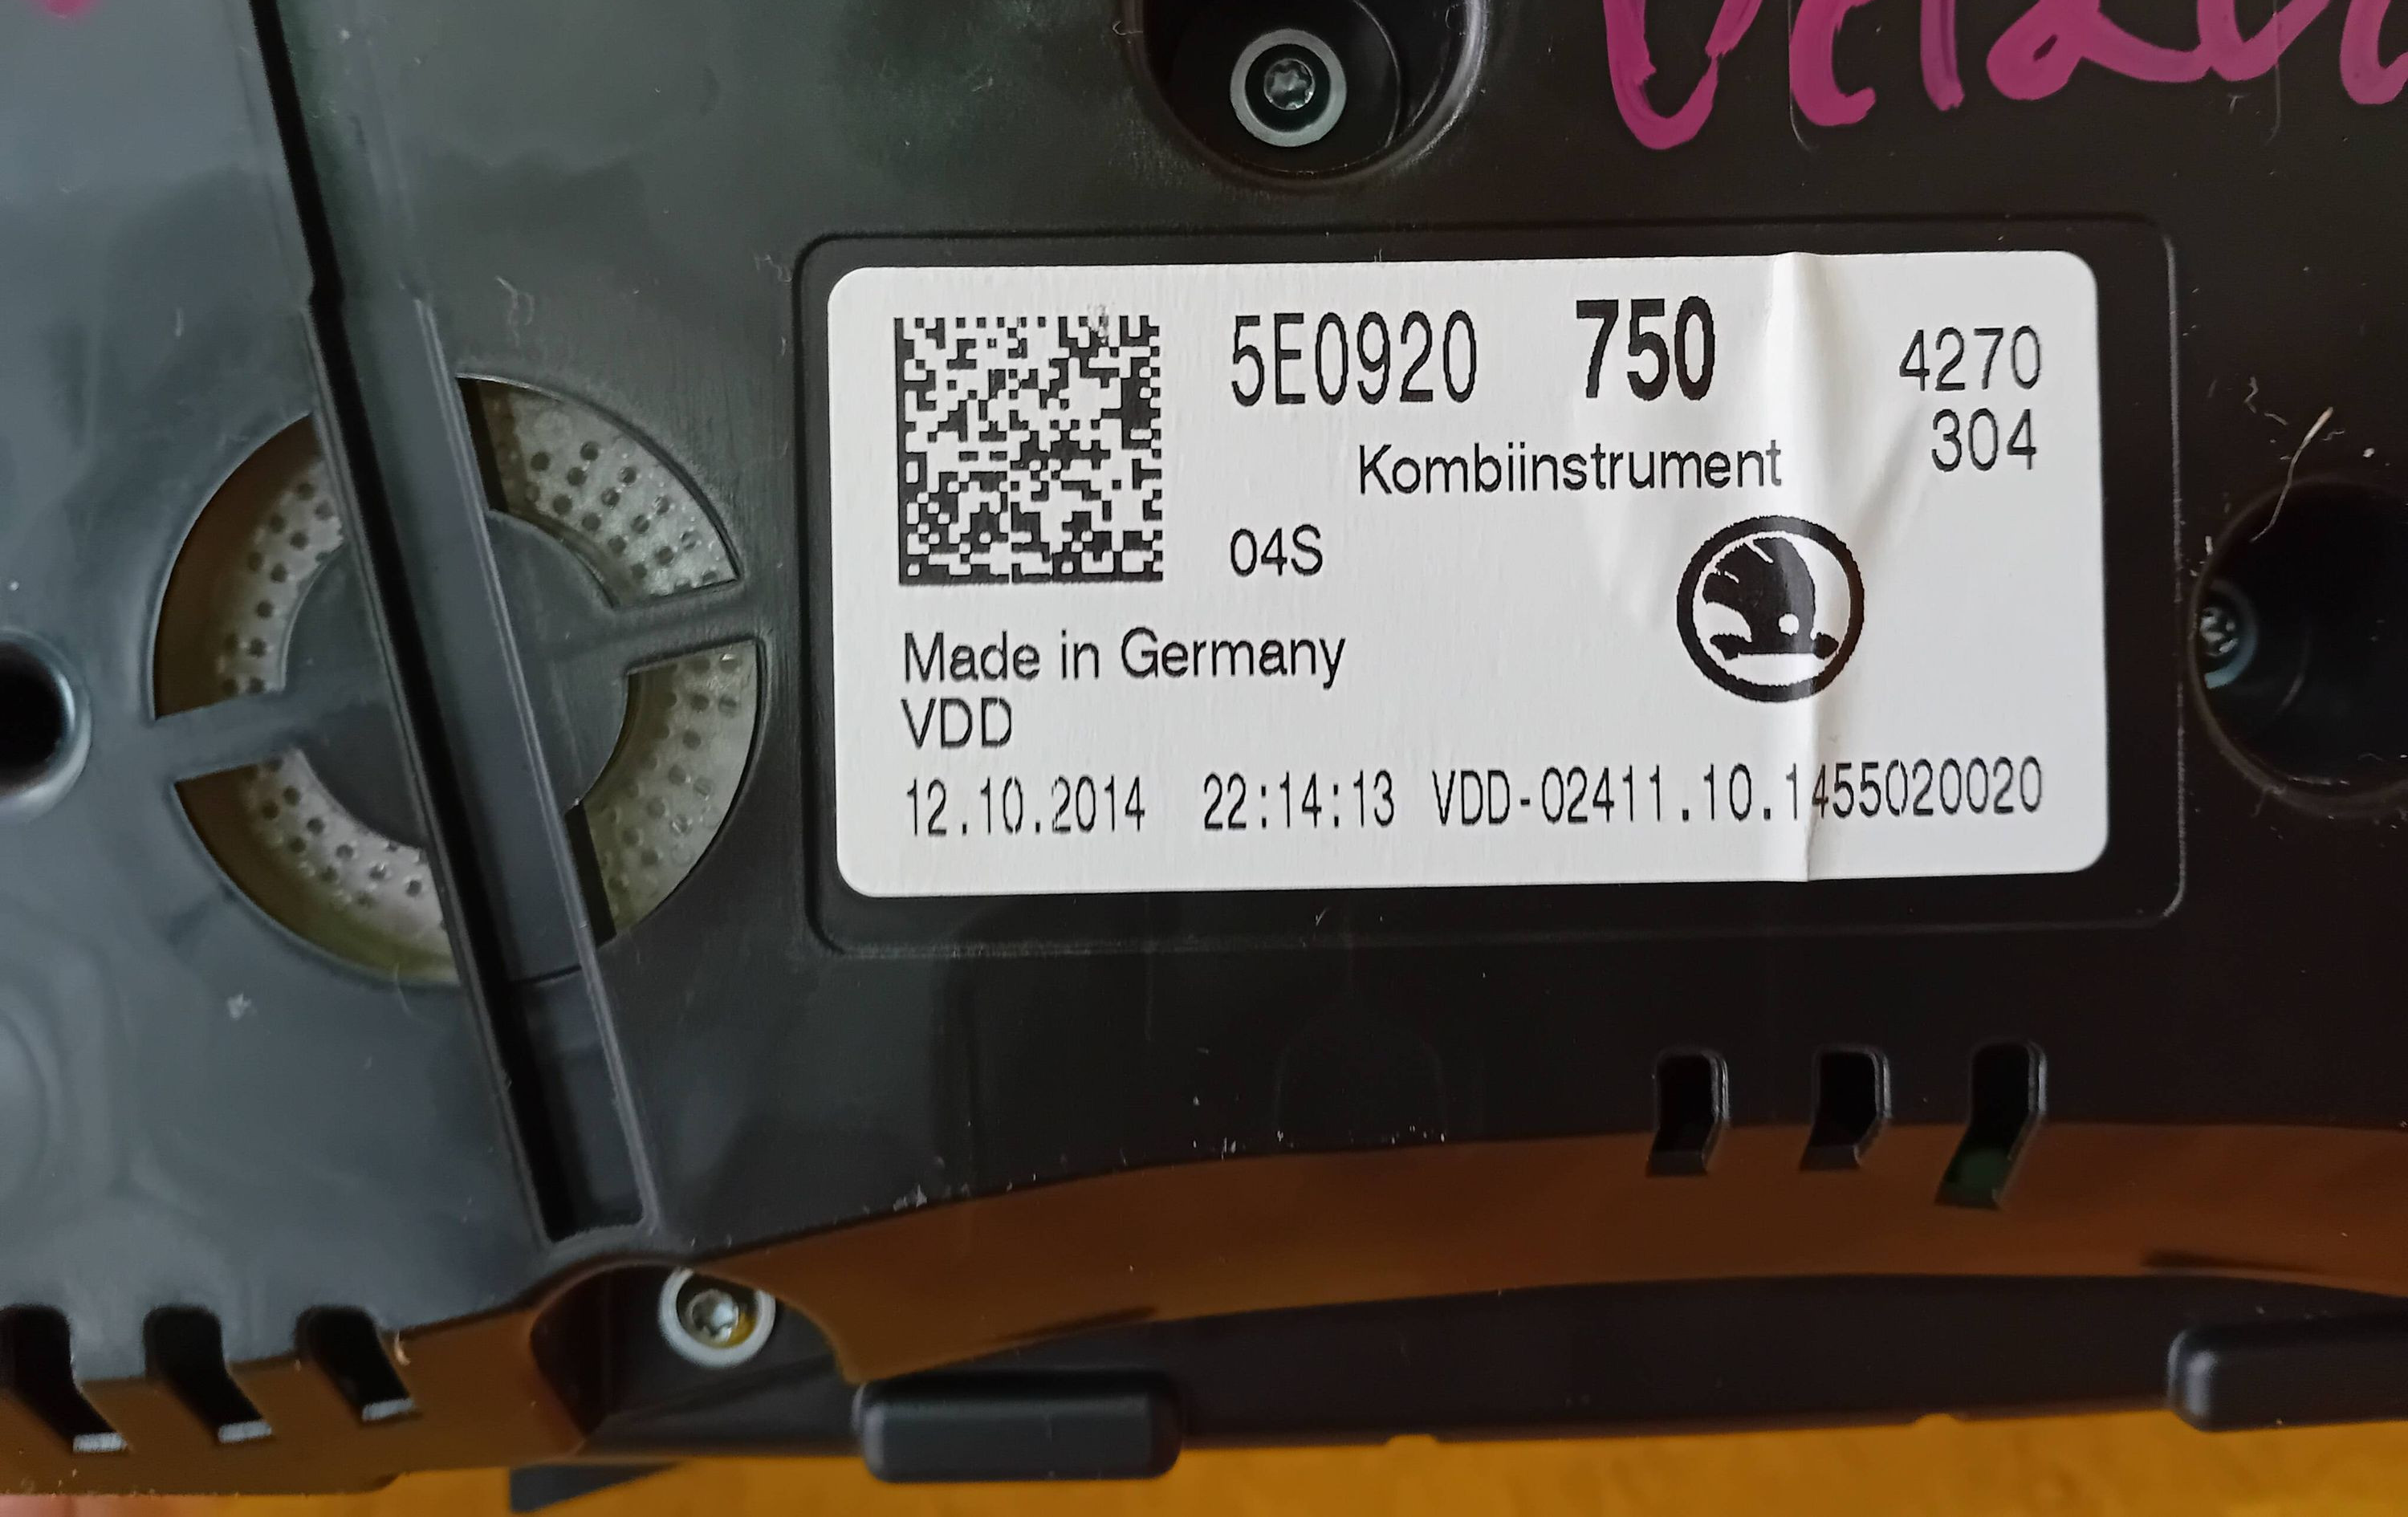 5E0920 750 4270
304
Kombiinstrument
04S
Made in Germany
VDD
12.10.2014 22:14:13 VDD-02411.10.1455020020